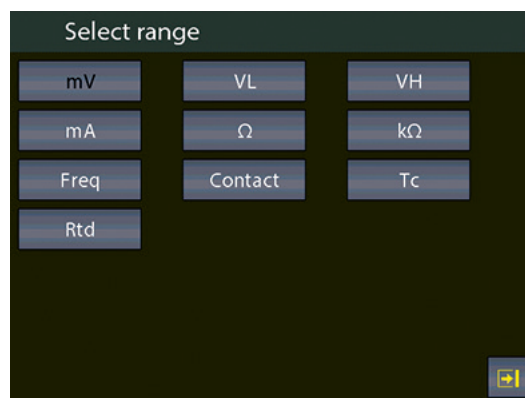 Select range
mV VL VH
mA Ω kΩ
Freq Contact Tc
Rtd